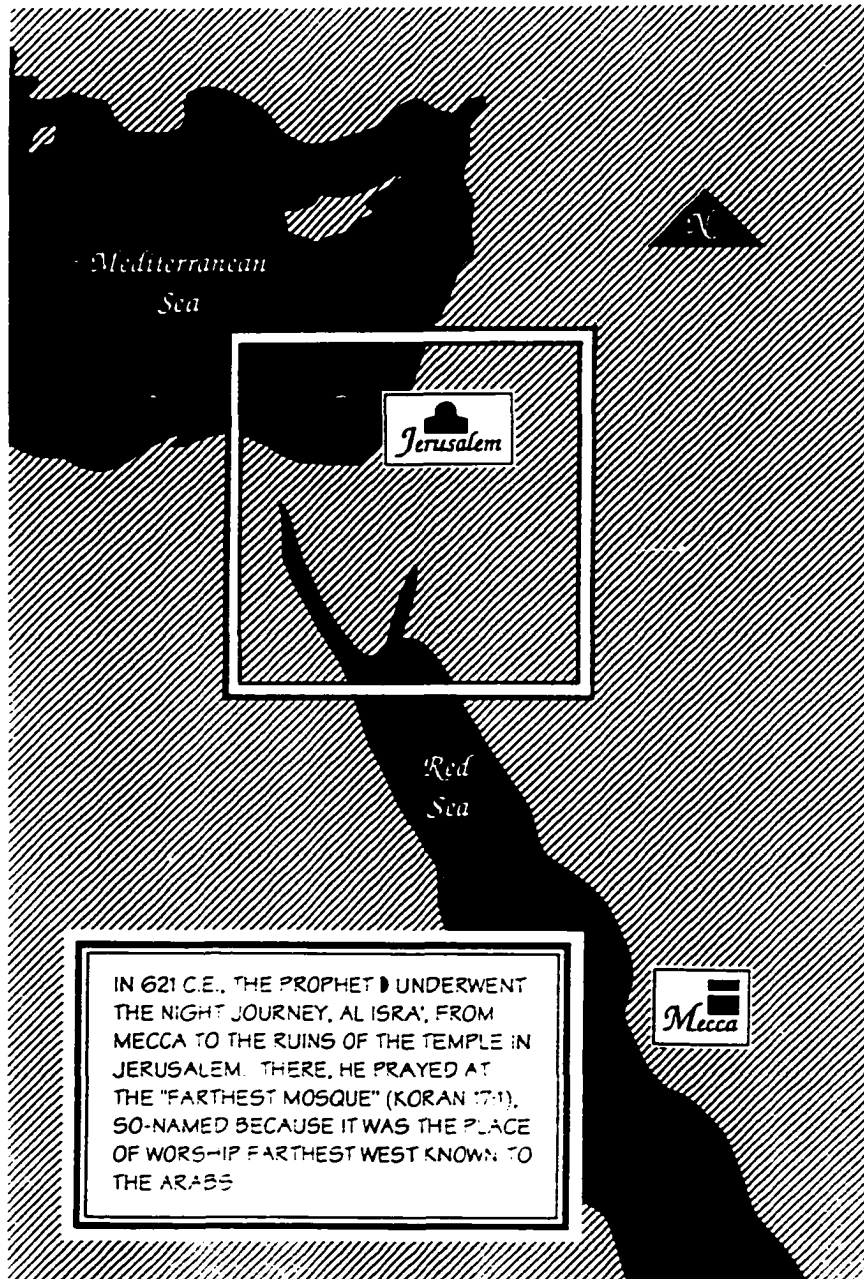 N
Mediterranean
Sea
Jerusalem
Red
Sea
Mecca
IN 621 C.E., THE PROPHET UNDERWENT
THE NIGHT JOURNEY, AL ISRA', FROM
MECCA TO THE RUINS OF THE TEMPLE IN
JERUSALEM. THERE, HE PRAYED AT
THE "FARTHEST MOSQUE" (KORAN 17:1),
SO-NAMED BECAUSE IT WAS THE PLACE
OF WORSHIP FARTHEST WEST KNOWN TO
THE ARABS